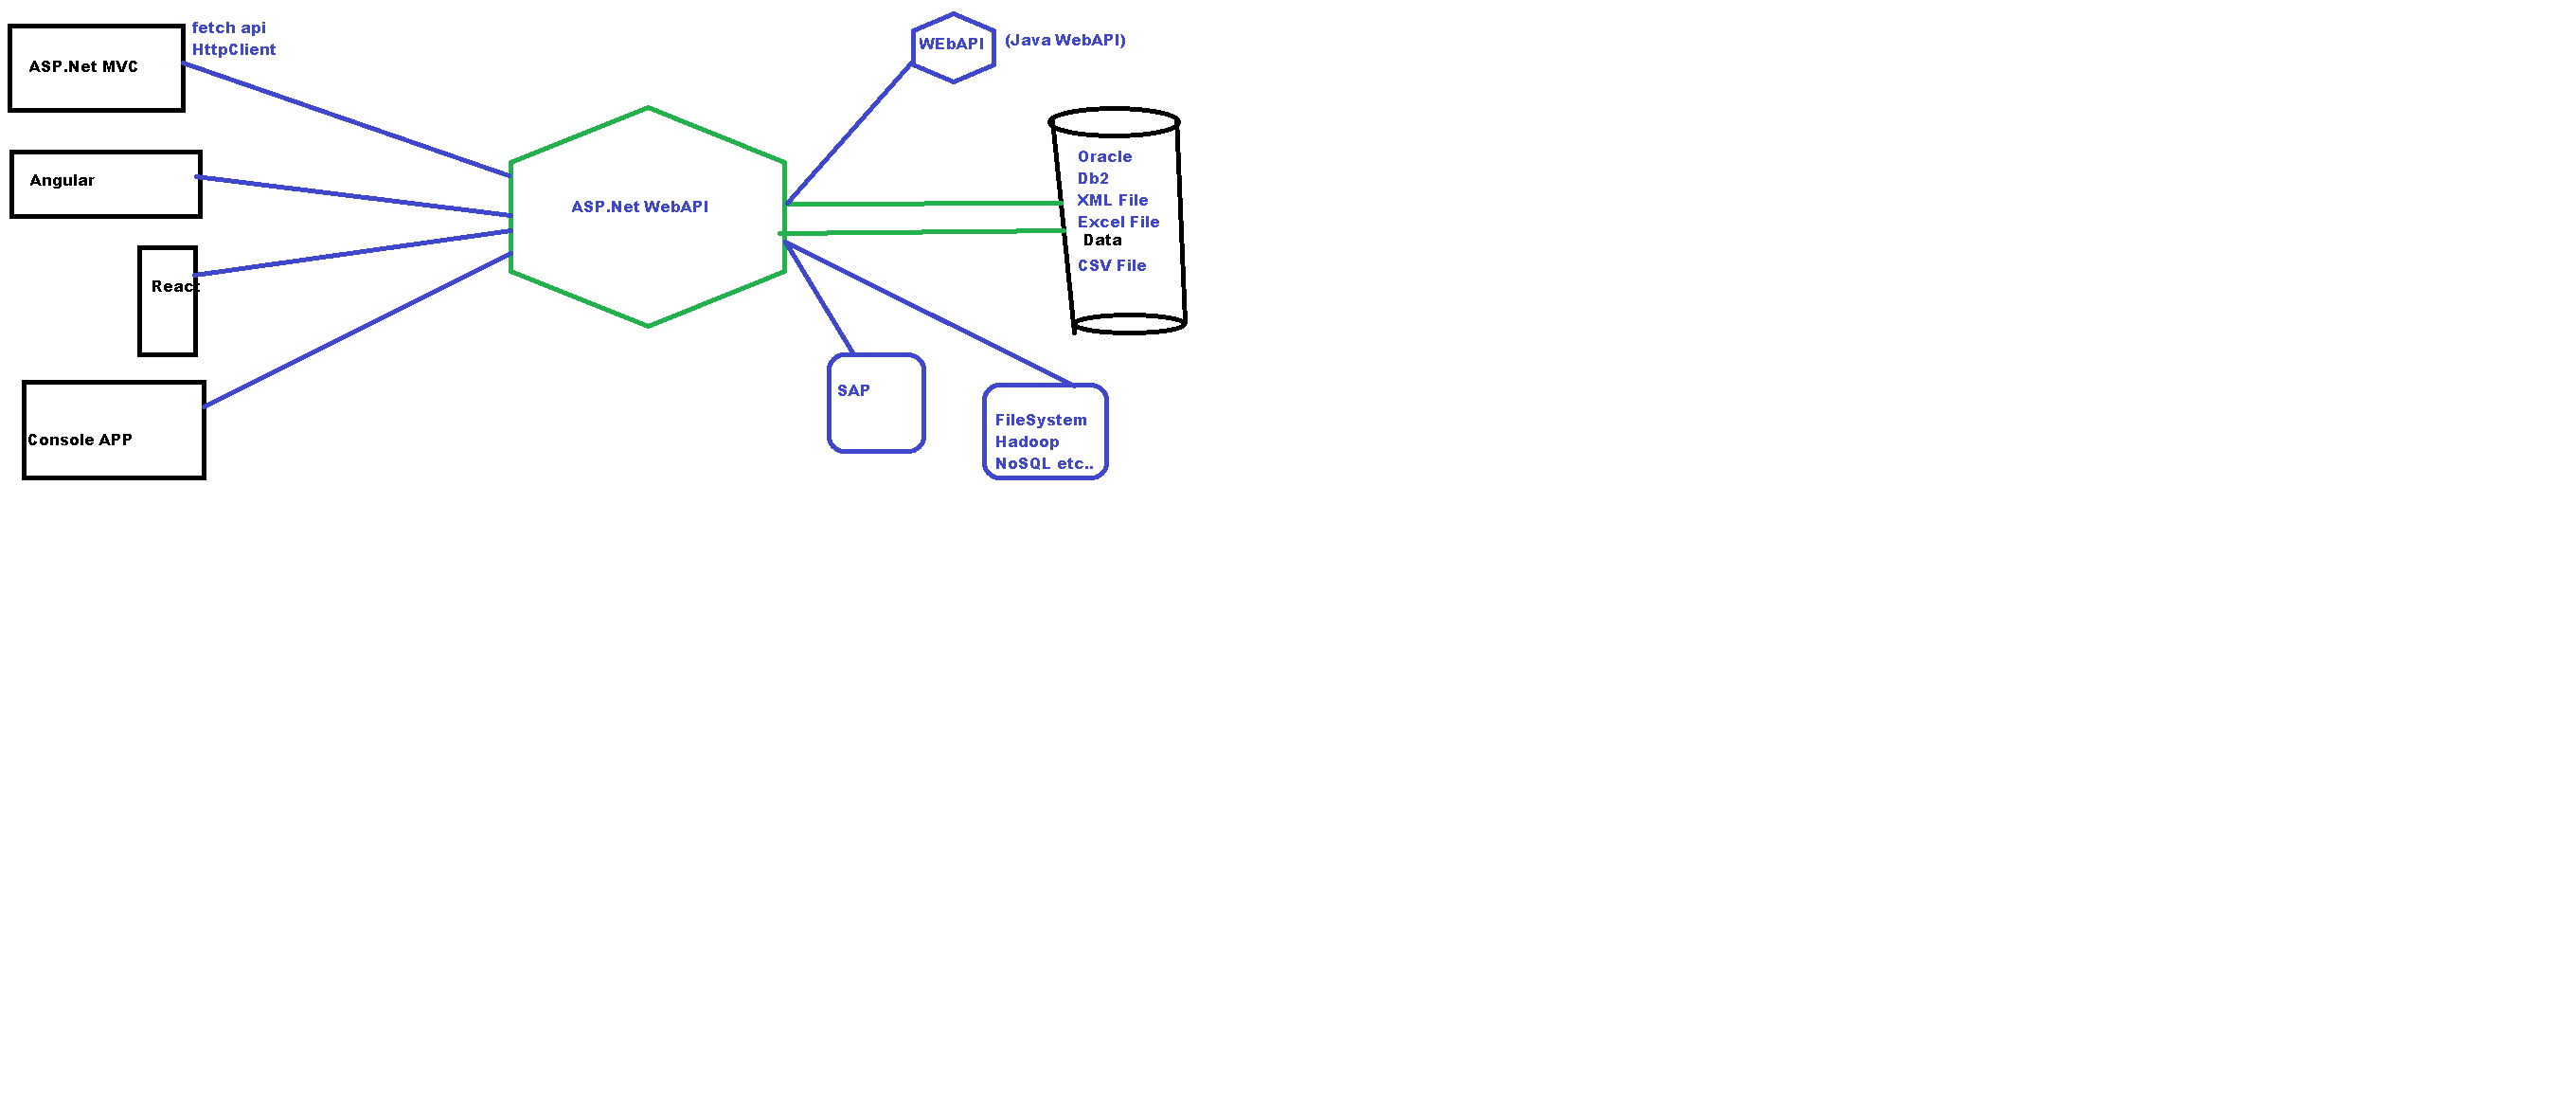 fetch api
HttpClient
ASP.Net MVC
Angular
React
Console APP
ASP.Net WebAPI
WEbAPI
(Java WebAPI)
Oracle
Db2
XML File
Excel File
Data
CSV File
SAP
FileSystem
Hadoop
NoSQL etc..